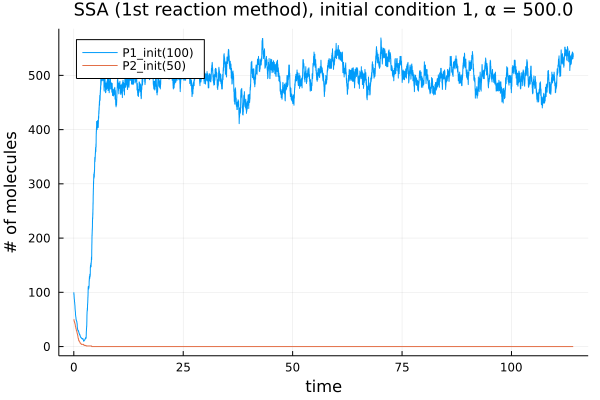 SSA (1st reaction method), initial condition 1, α = 500.0
P1_init(100)
P2_init(50)
500
400
300
200
100
0
# of molecules
0 25 50 75 100
time